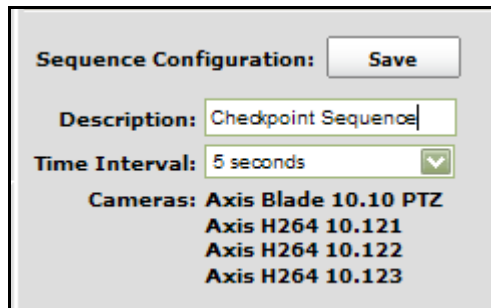 Sequence Configuration: Save
Description: Checkpoint Sequence
Time Interval: 5 seconds
Cameras: Axis Blade 10.10 PTZ
Axis H264 10.121
Axis H264 10.122
Axis H264 10.123